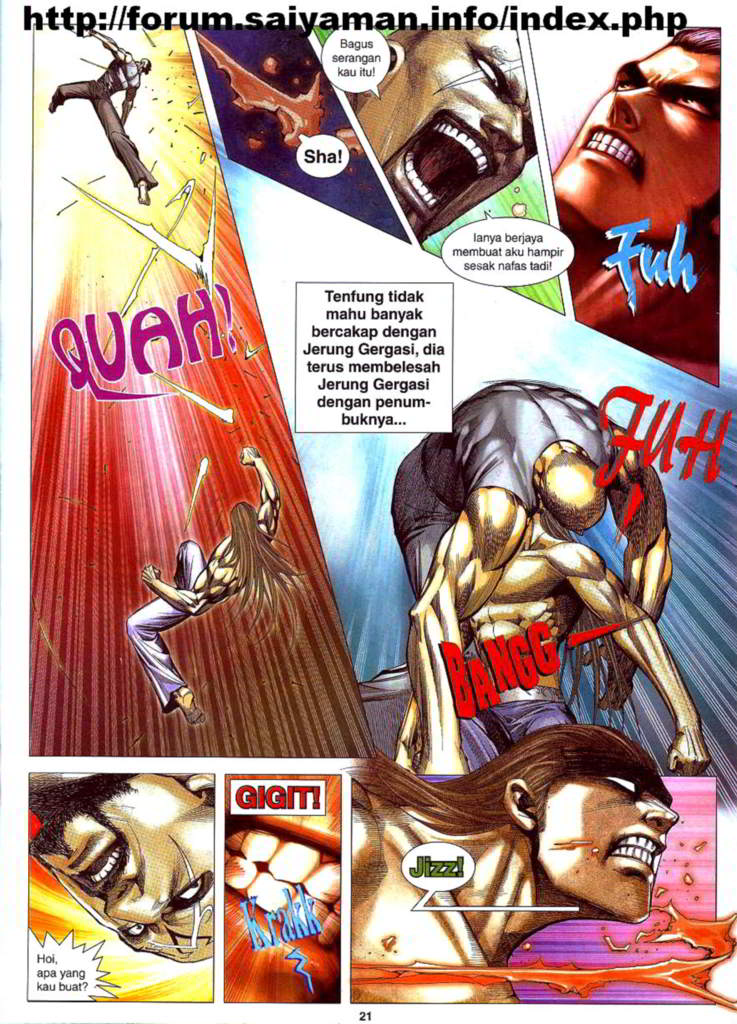 http://forum.saiyaman.info/index.php
Bagus
serangan
kau itu!
Sha!
Ianya berjaya
membuat aku hampir
sesak nafas tadi!
Fuh
QUAH!
Tenfung tidak
mahu banyak
bercakap dengan
Jerung Gergasi, dia
terus membelesah
Jerung Gergasi
dengan penum-
buknya...
FUH
BANGG
Hoi,
apa yang
kau buat?
GIGIT!
Krakk
Jizz!
21